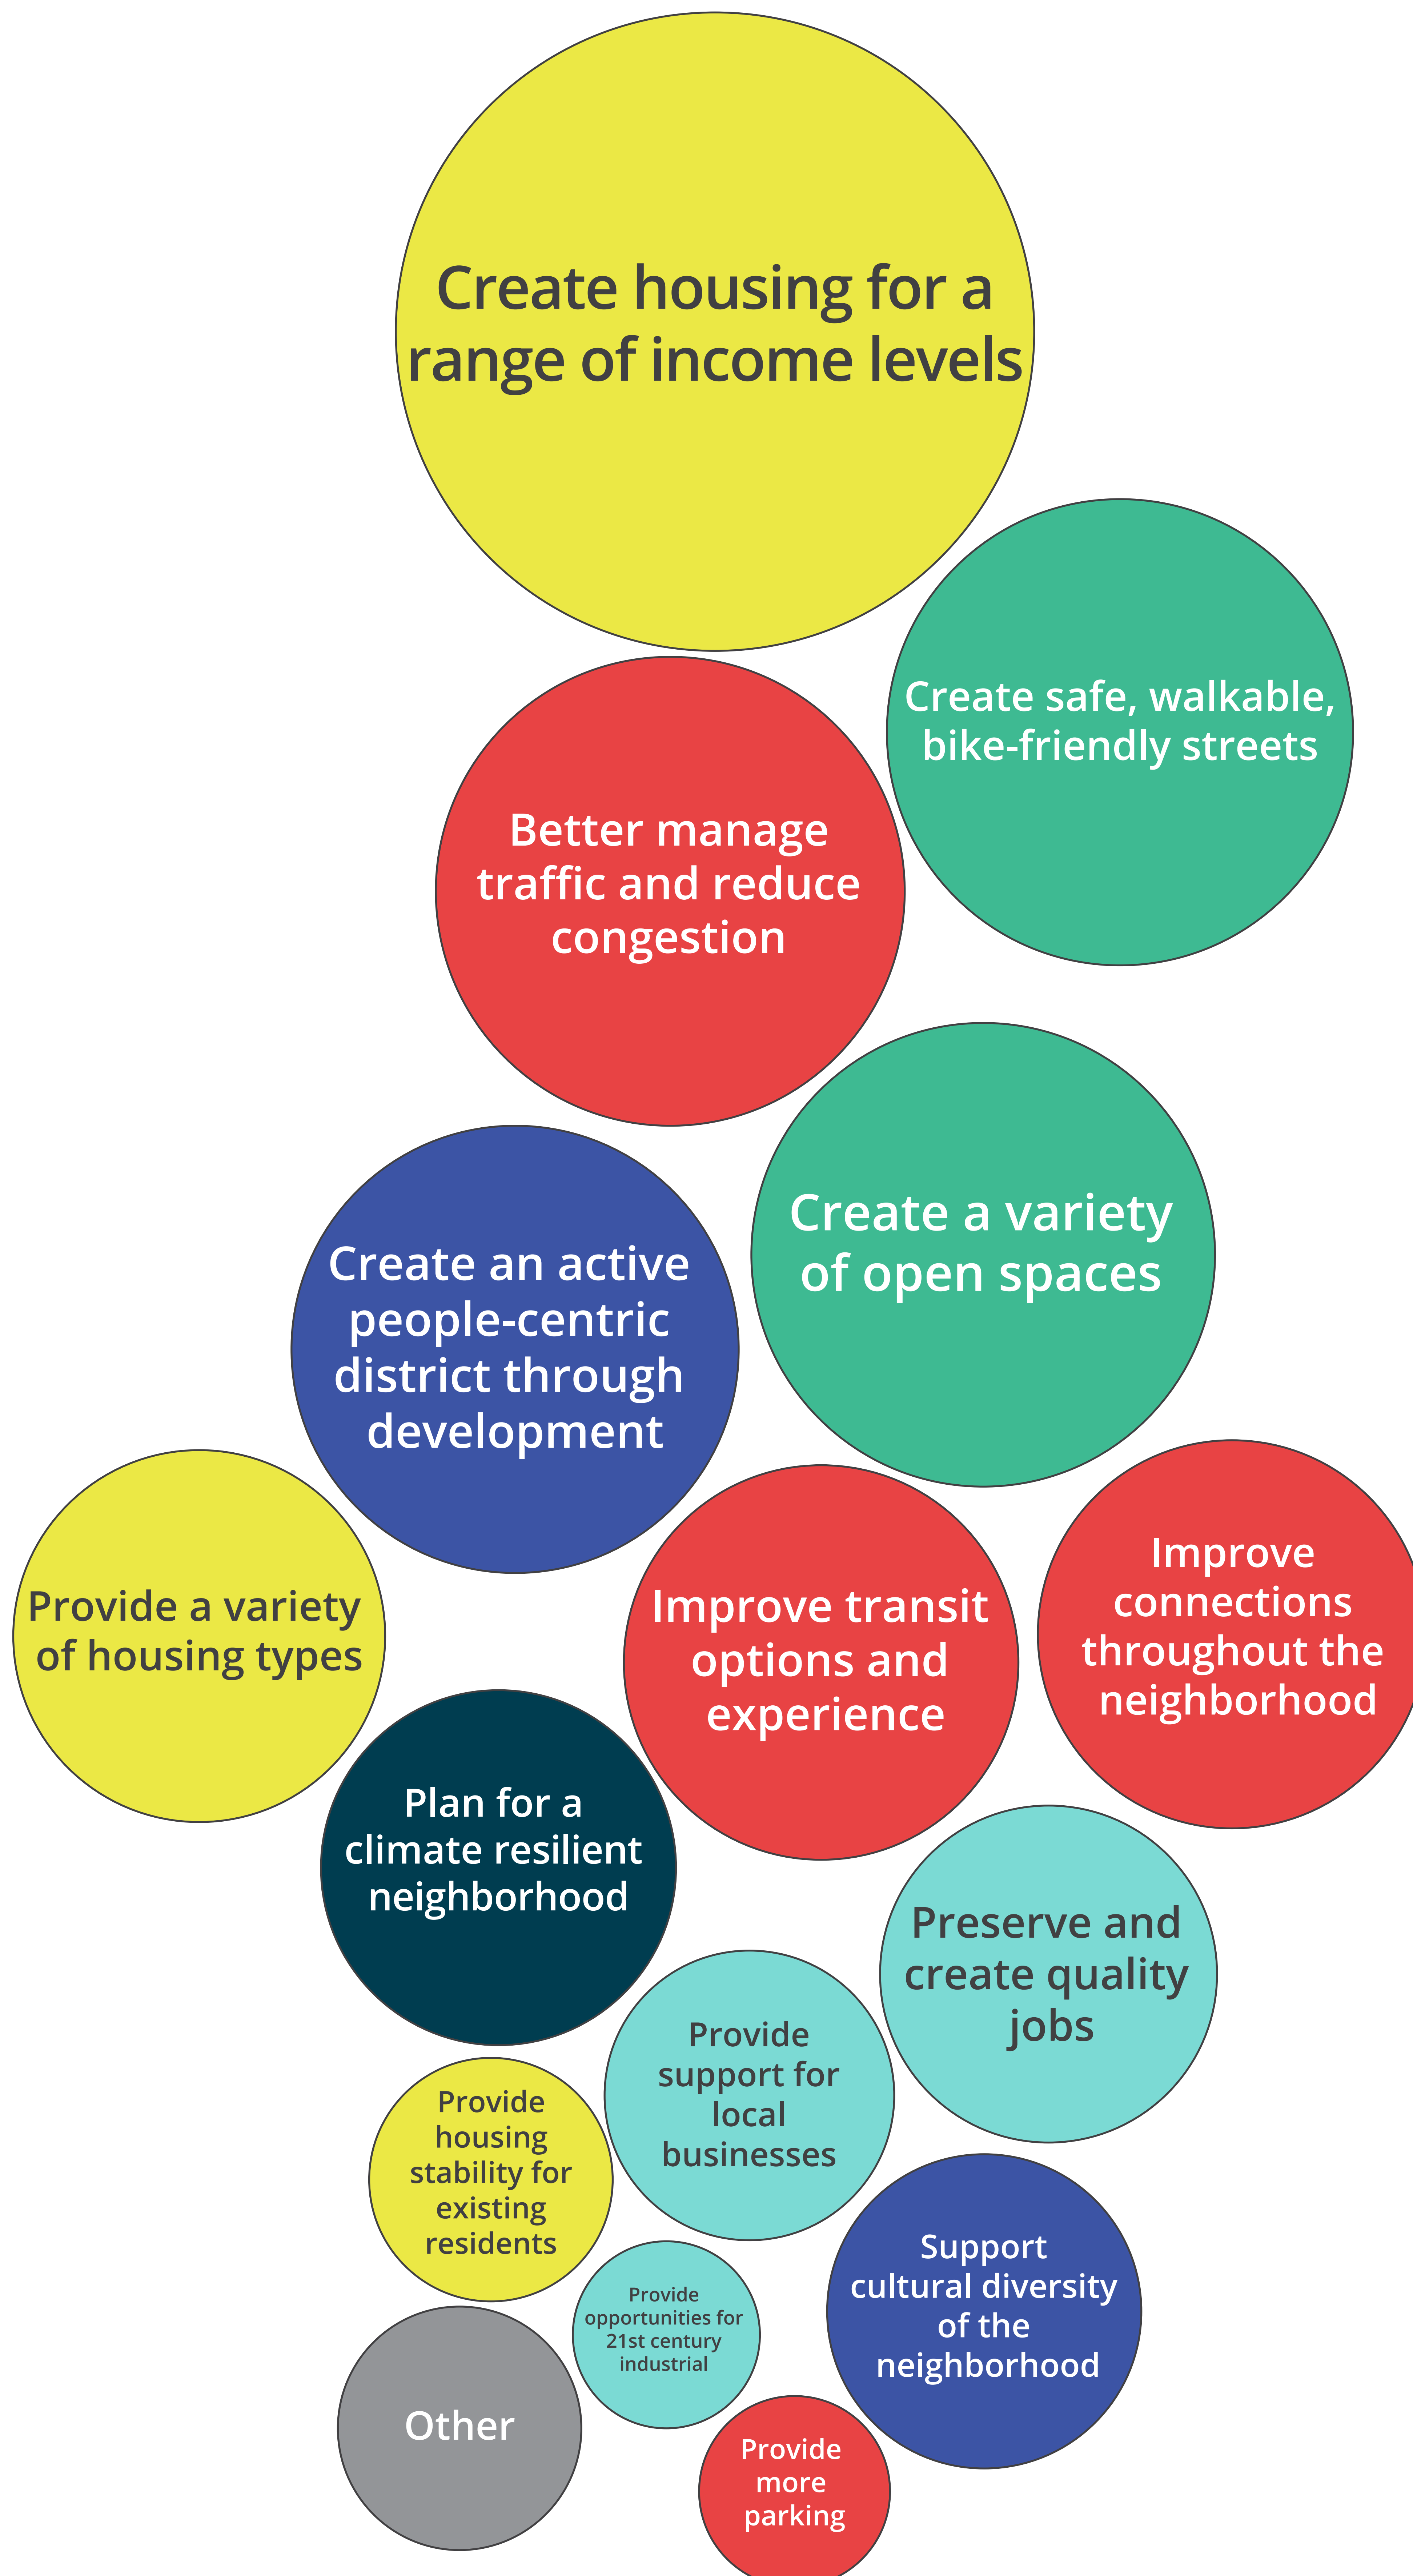 Create housing for a
range of income levels
Create safe, walkable,
bike-friendly streets
Better manage
traffic and reduce
congestion
Create a variety
of open spaces
Create an active
people-centric
district through
development
Improve
connections
throughout the
neighborhood
Provide a variety
of housing types
Improve transit
options and
experience
Plan for a
climate resilient
neighborhood
Preserve and
create quality
jobs
Provide
support for
local
businesses
Provide
housing
stability for
existing
residents
Support
cultural diversity
of the
neighborhood
Provide
opportunities for
21st century
industrial
Other
Provide
more
parking